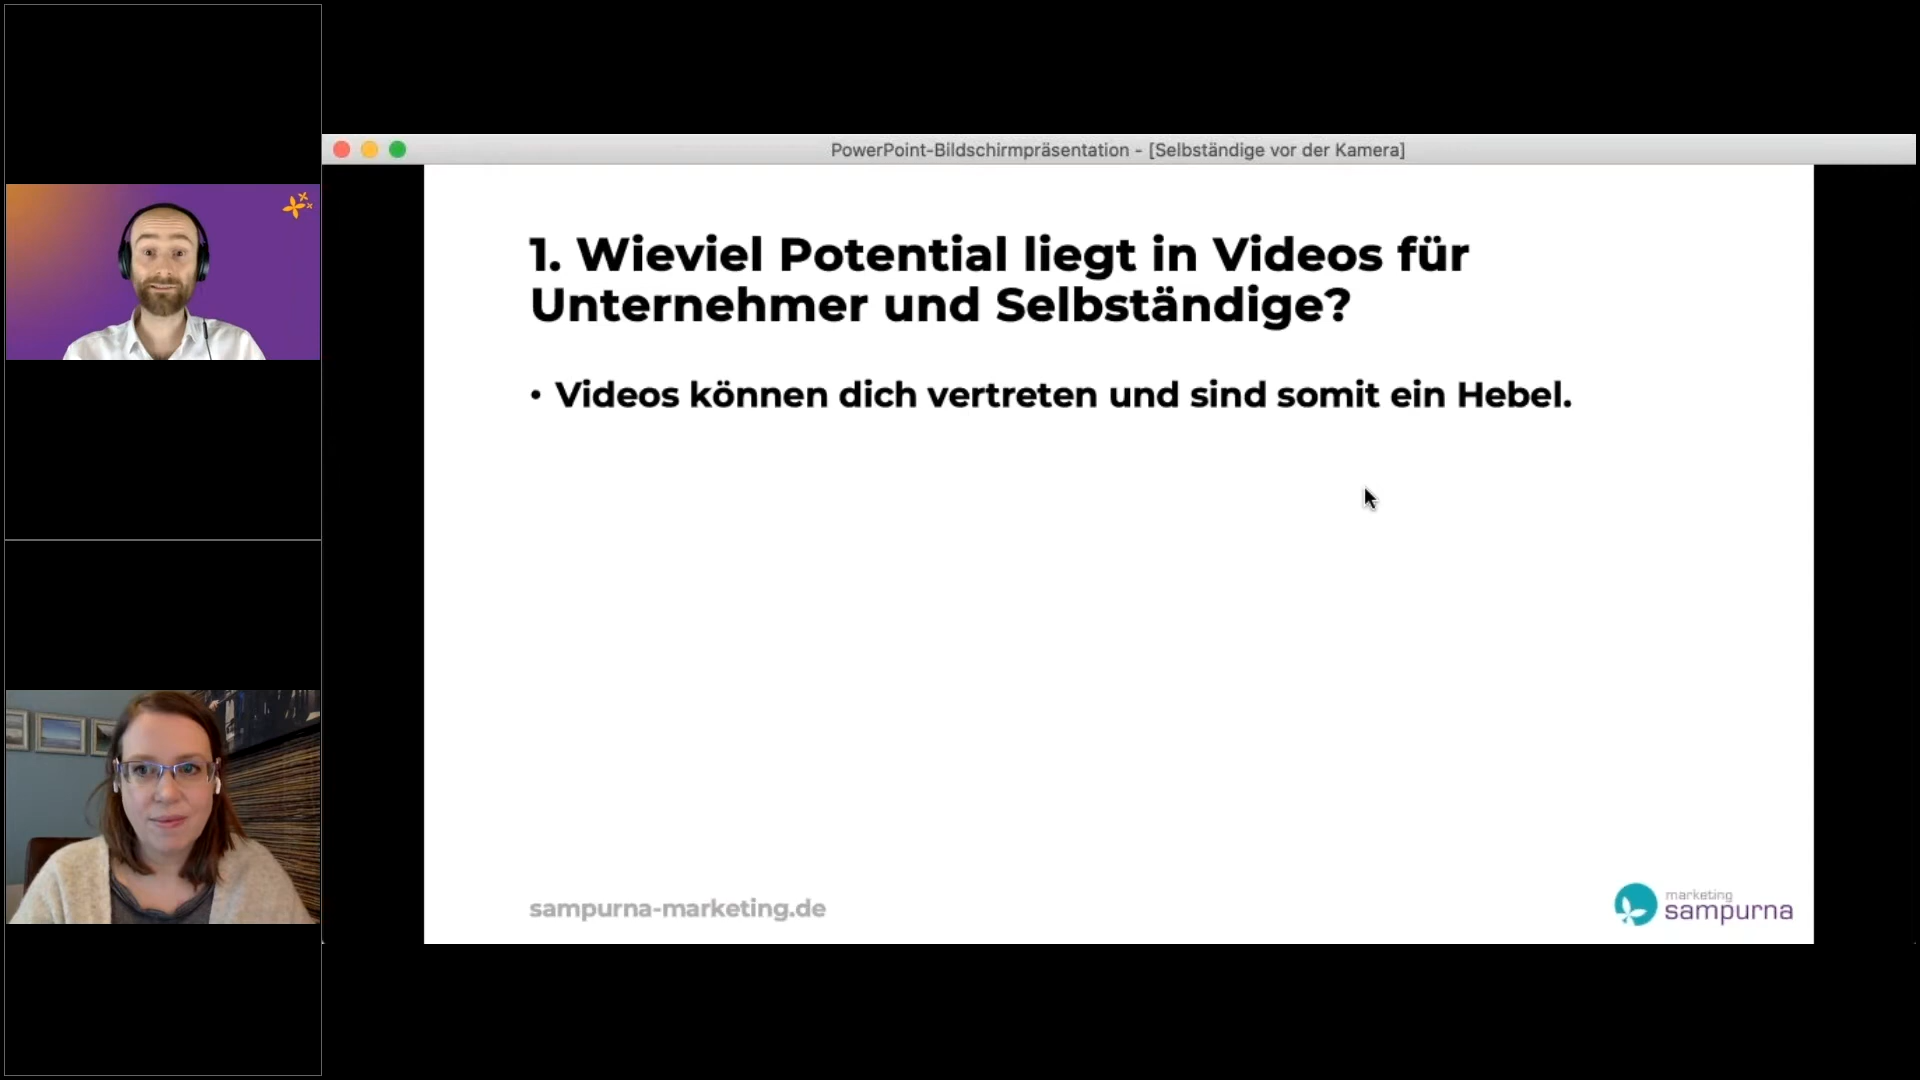 PowerPoint-Bildschirmpräsentation - [Selbständige vor der Kamera]
1. Wieviel Potential liegt in Videos für
Unternehmer und Selbständige?
• Videos können dich vertreten und sind somit ein Hebel.
sampurna-marketing.de
marketing
sampurna